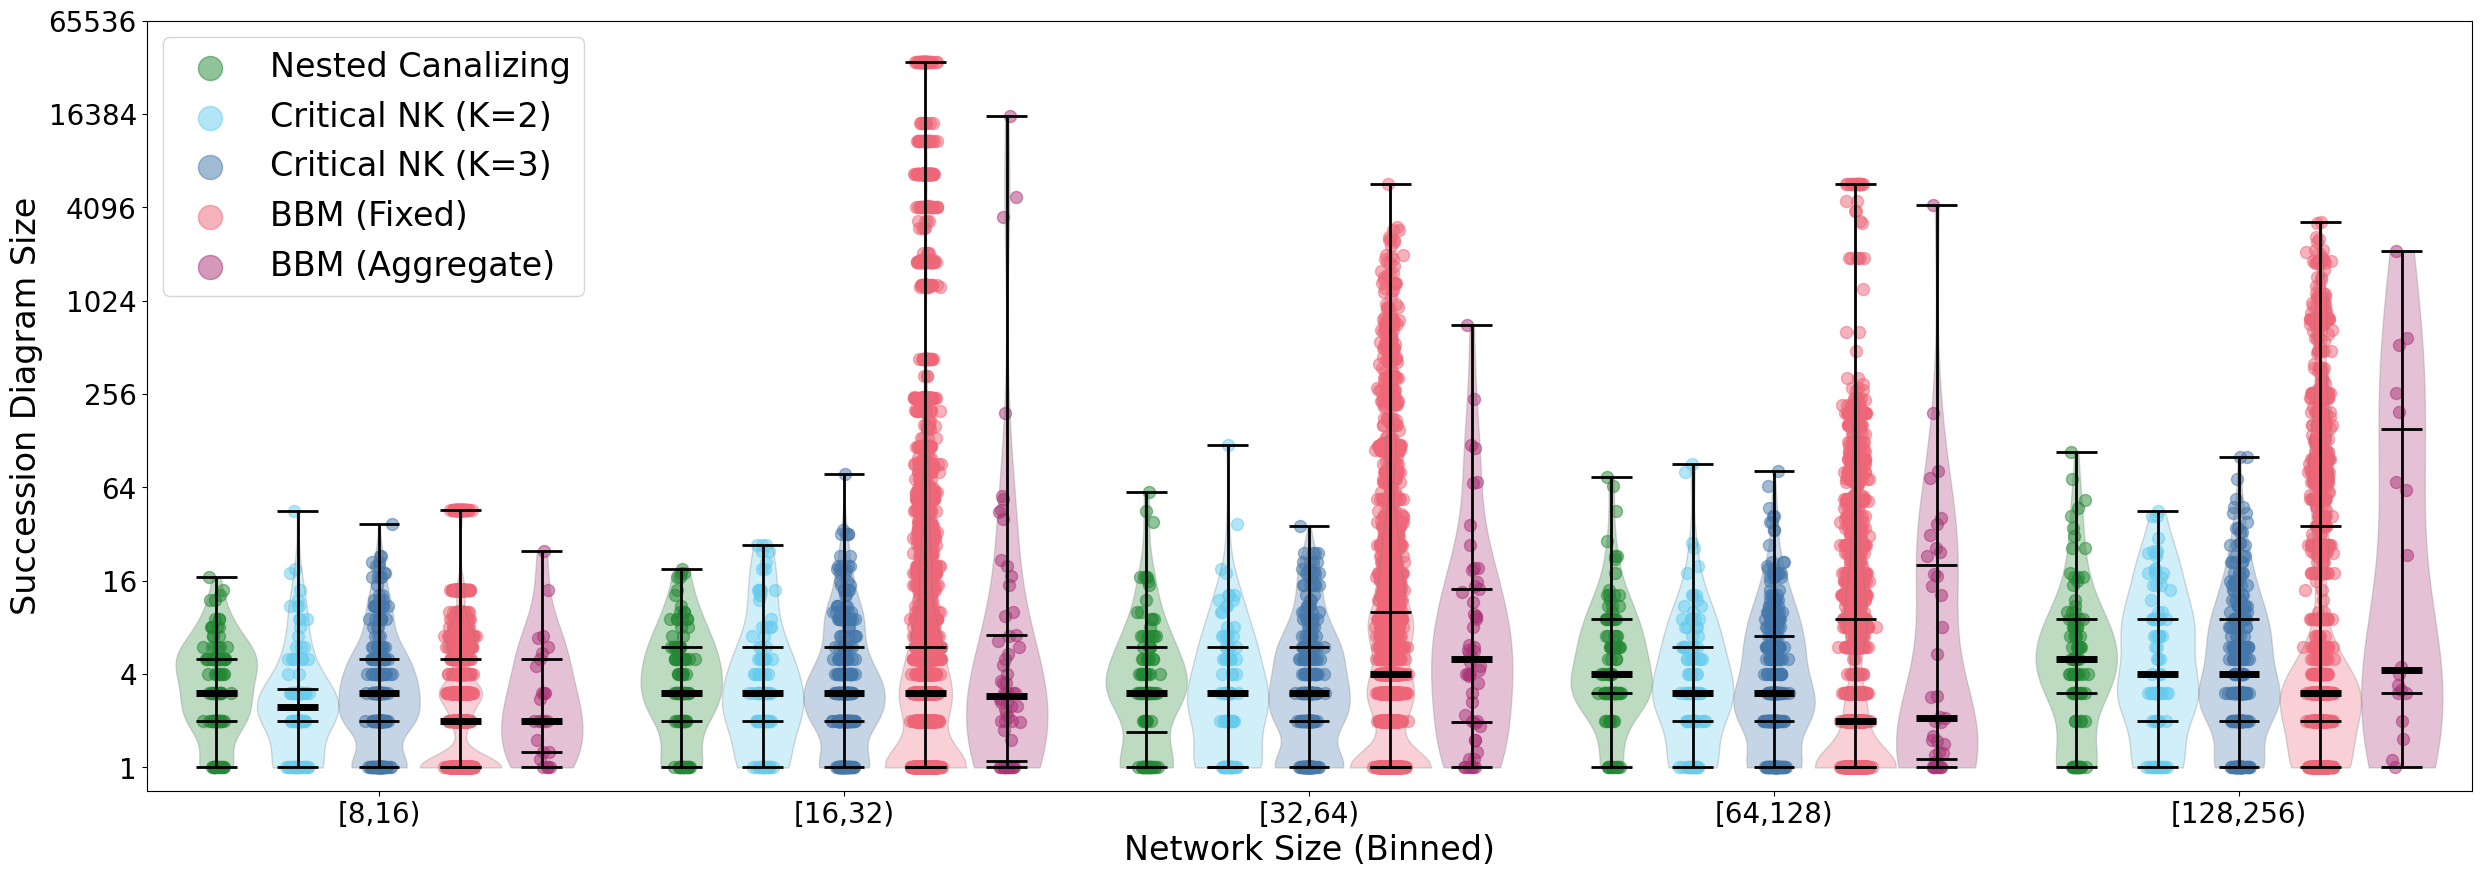 65536
16384
4096
1024
256
64
16
4
1
Succession Diagram Size
Nested Canalizing
Critical NK (K=2)
Critical NK (K=3)
BBM (Fixed)
BBM (Aggregate)
[8,16)
[16,32)
[32,64)
[64,128)
[128,256)
Network Size (Binned)